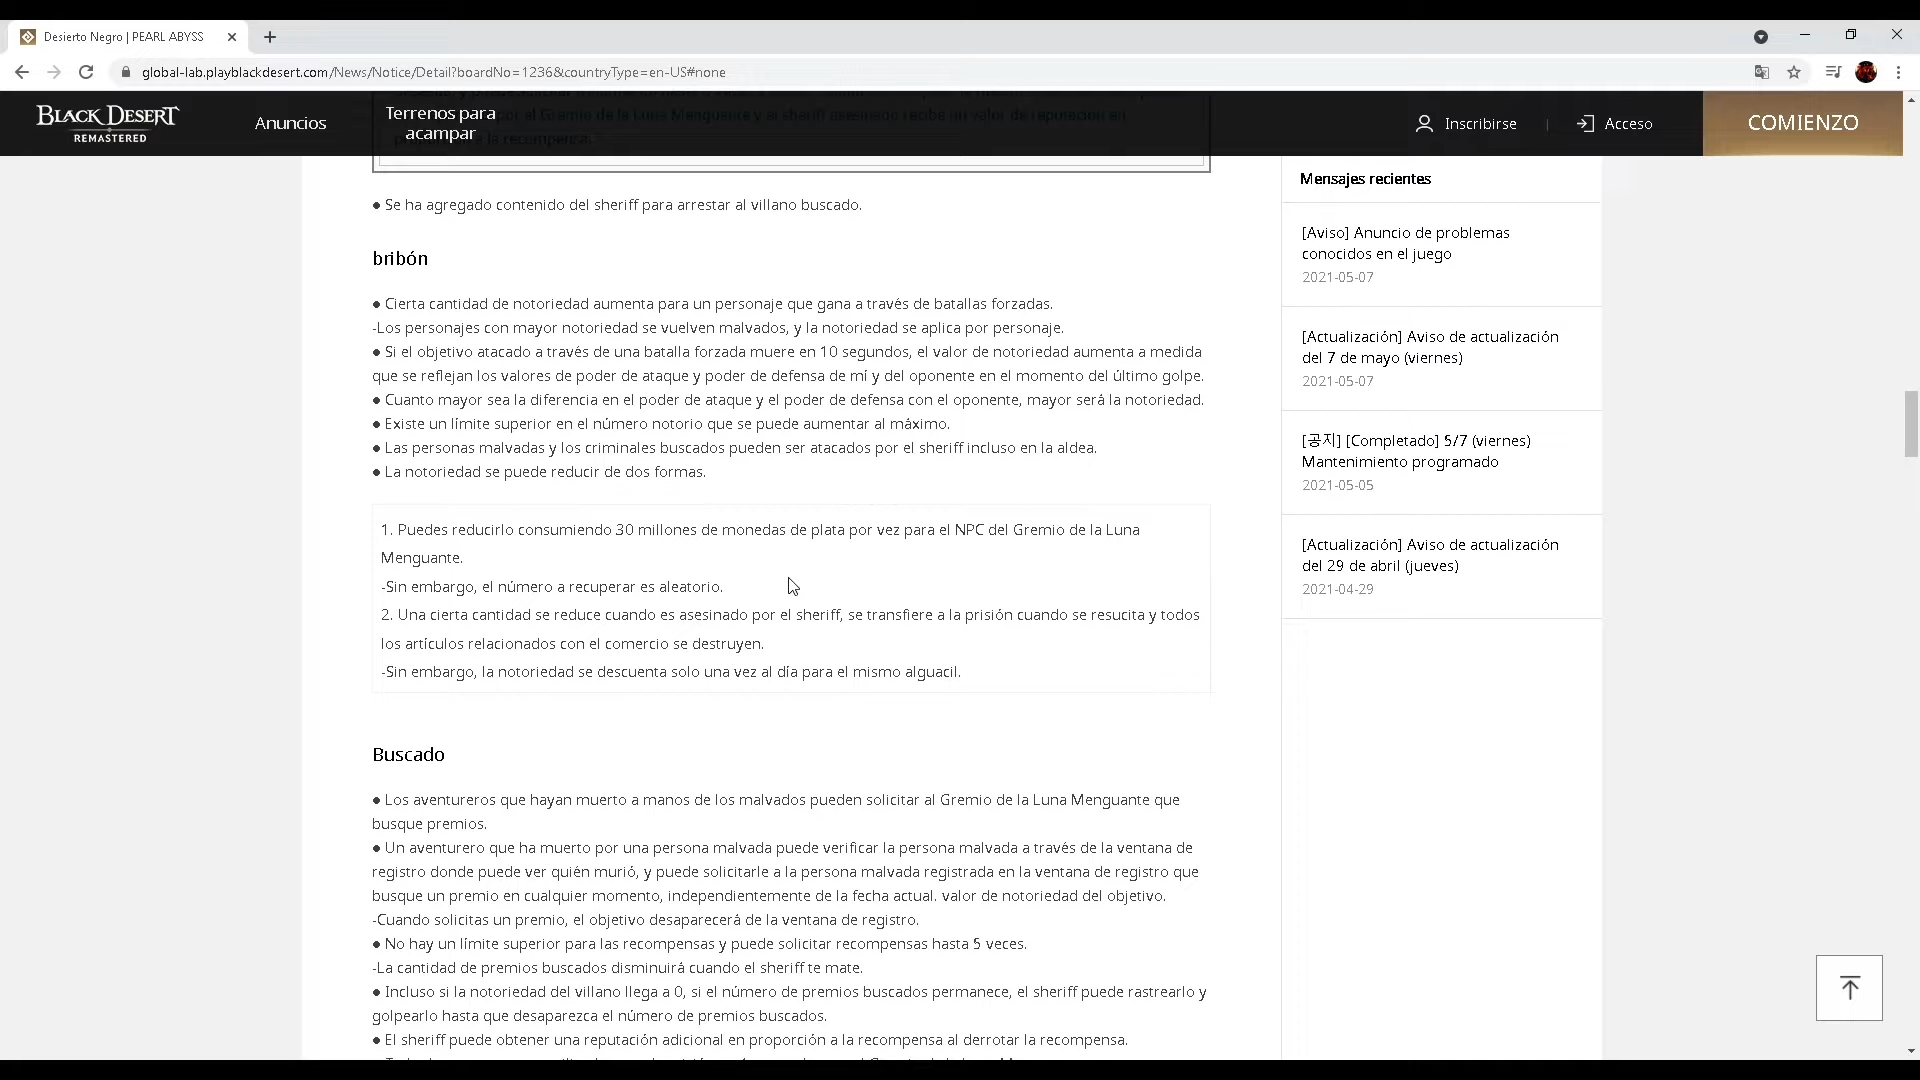 Desierto Negro | PEARL ABYSS
global-lab.playblackdesert.com/News/Notice/Detail?boardNo=1236&countryType=en-US#none
BLACK DESERT
REMASTERED
Anuncios
Terrenos para
acampar
Inscribirse
Acceso
COMIENZO
● Se ha agregado contenido del sheriff para arrestar al villano buscado.
bribón
● Cierta cantidad de notoriedad aumenta para un personaje que gana a través de batallas forzadas.
-Los personajes con mayor notoriedad se vuelven malvados, y la notoriedad se aplica por personaje.
● Si el objetivo atacado a través de una batalla forzada muere en 10 segundos, el valor de notoriedad aumenta a medida
que se reflejan los valores de poder de ataque y poder de defensa de mí y del oponente en el momento del último golpe.
● Cuanto mayor sea la diferencia en el poder de ataque y el poder de defensa con el oponente, mayor será la notoriedad.
● Existe un límite superior en el número notorio que se puede aumentar al máximo.
● Las personas malvadas y los criminales buscados pueden ser atacados por el sheriff incluso en la aldea.
● La notoriedad se puede reducir de dos formas.
1. Puedes reducirlo consumiendo 30 millones de monedas de plata por vez para el NPC del Gremio de la Luna
Menguante.
-Sin embargo, el número a recuperar es aleatorio.
2. Una cierta cantidad se reduce cuando es asesinado por el sheriff, se transfiere a la prisión cuando se resucita y todos
los artículos relacionados con el comercio se destruyen.
-Sin embargo, la notoriedad se descuenta solo una vez al día para el mismo alguacil.
Buscado
● Los aventureros que hayan muerto a manos de los malvados pueden solicitar al Gremio de la Luna Menguante que
busque premios.
● Un aventurero que ha muerto por una persona malvada puede verificar la persona malvada a través de la ventana de
registro donde puede ver quién murió, y puede solicitarle a la persona malvada registrada en la ventana de registro que
busque un premio en cualquier momento, independientemente de la fecha actual. valor de notoriedad del objetivo.
-Cuando solicitas un premio, el objetivo desaparecerá de la ventana de registro.
● No hay un límite superior para las recompensas y puede solicitar recompensas hasta 5 veces.
-La cantidad de premios buscados disminuirá cuando el sheriff te mate.
● Incluso si la notoriedad del villano llega a 0, si el número de premios buscados permanece, el sheriff puede rastrearlo y
golpearlo hasta que desaparezca el número de premios buscados.
● El sheriff puede obtener una reputación adicional en proporción a la recompensa al derrotar la recompensa.
Mensajes recientes
[Aviso] Anuncio de problemas
conocidos en el juego
2021-05-07
[Actualización] Aviso de actualización
del 7 de mayo (viernes)
2021-05-07
[공지] [Completado] 5/7 (viernes)
Mantenimiento programado
2021-05-05
[Actualización] Aviso de actualización
del 29 de abril (jueves)
2021-04-29